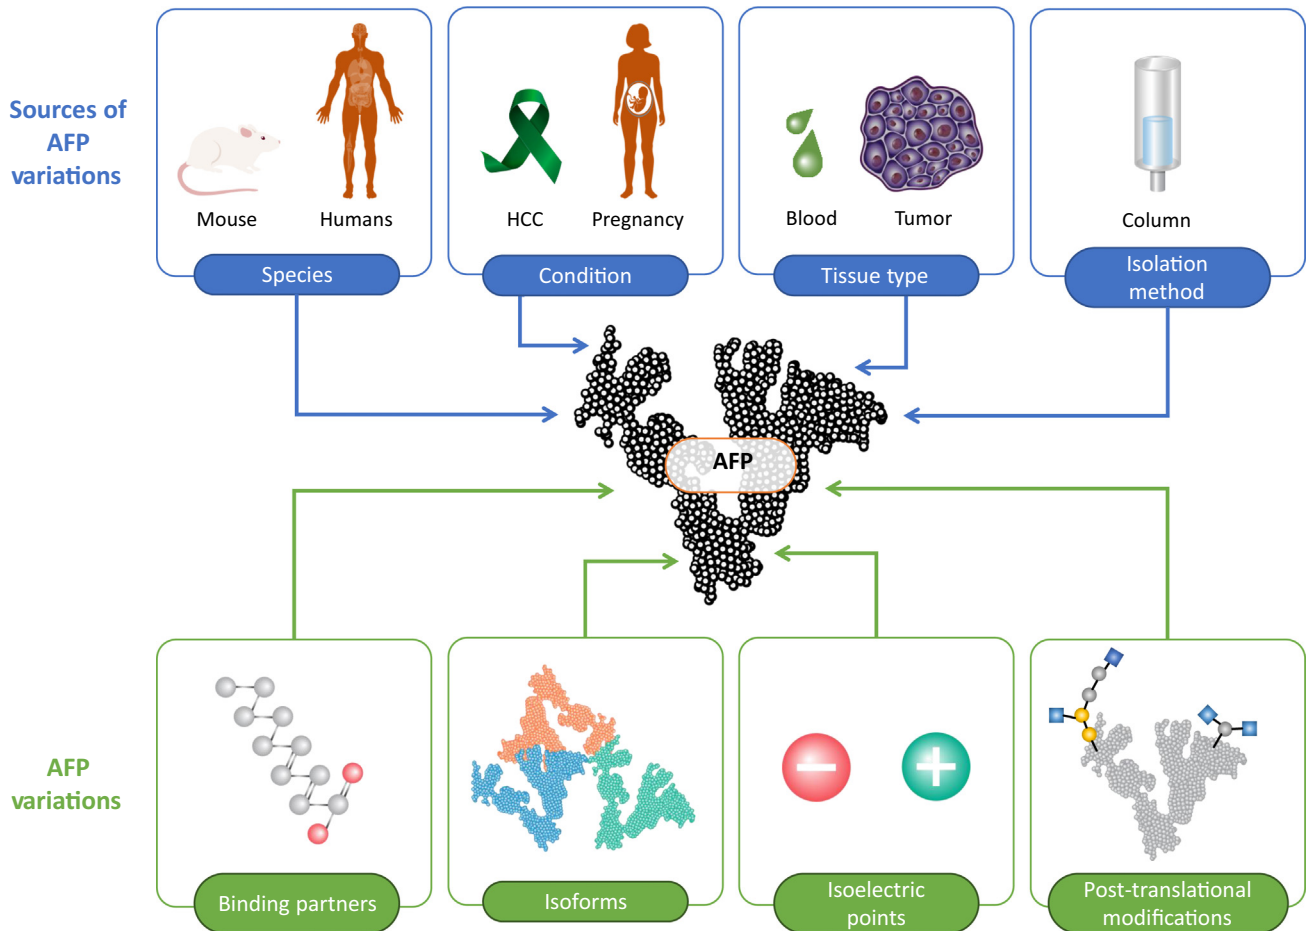 Sources of
AFP
variations
Mouse
Humans
HCC
Pregnancy
Blood
Tumor
Column
Species
Condition
Tissue type
Isolation
method
AFP
AFP
variations
Binding partners
Isoforms
Isoelectric
points
Post-translational
modifications